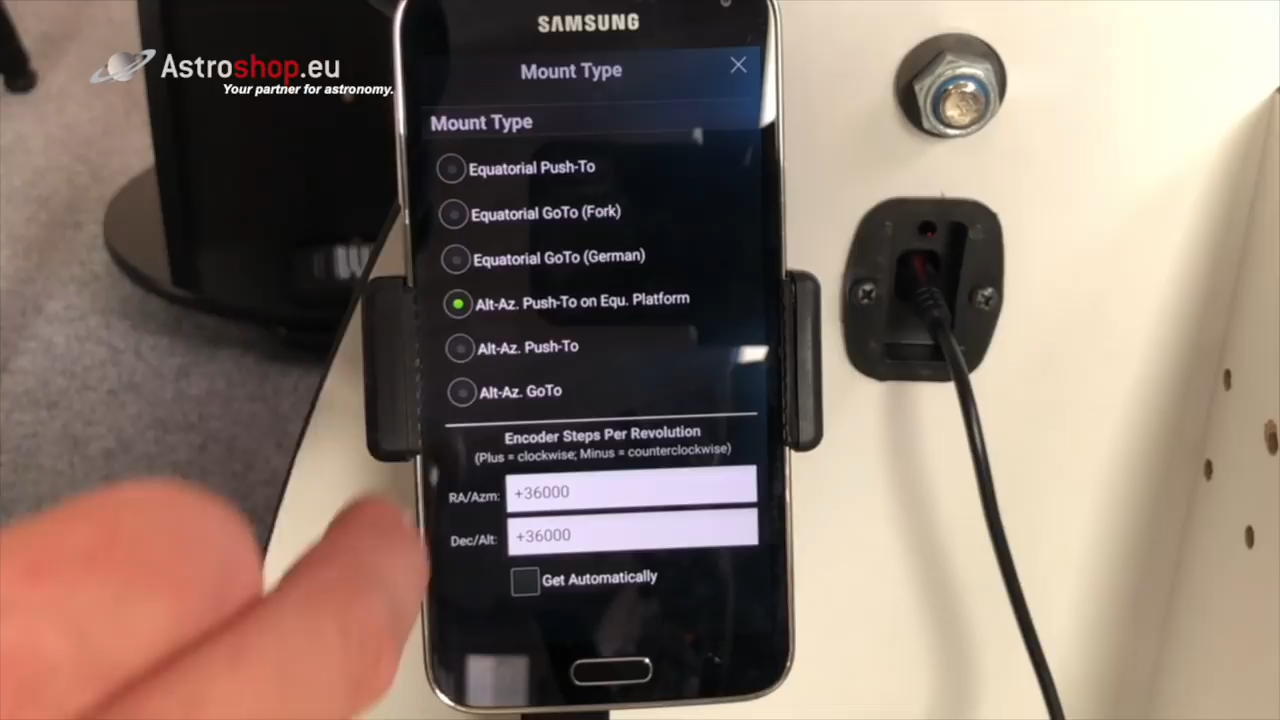 SAMSUNG
Astroshop.eu
Your partner for astronomy.
Mount Type
Mount Type
Equatorial Push-To
Equatorial GoTo (Fork)
Equatorial GoTo (German)
Alt-Az. Push-To on Equ. Platform
Alt-Az. Push-To
Alt-Az. GoTo
Encoder Steps Per Revolution
(Plus = clockwise; Minus = counterclockwise)
RA/Azm: +36000
Dec/Alt: +36000
Get Automatically